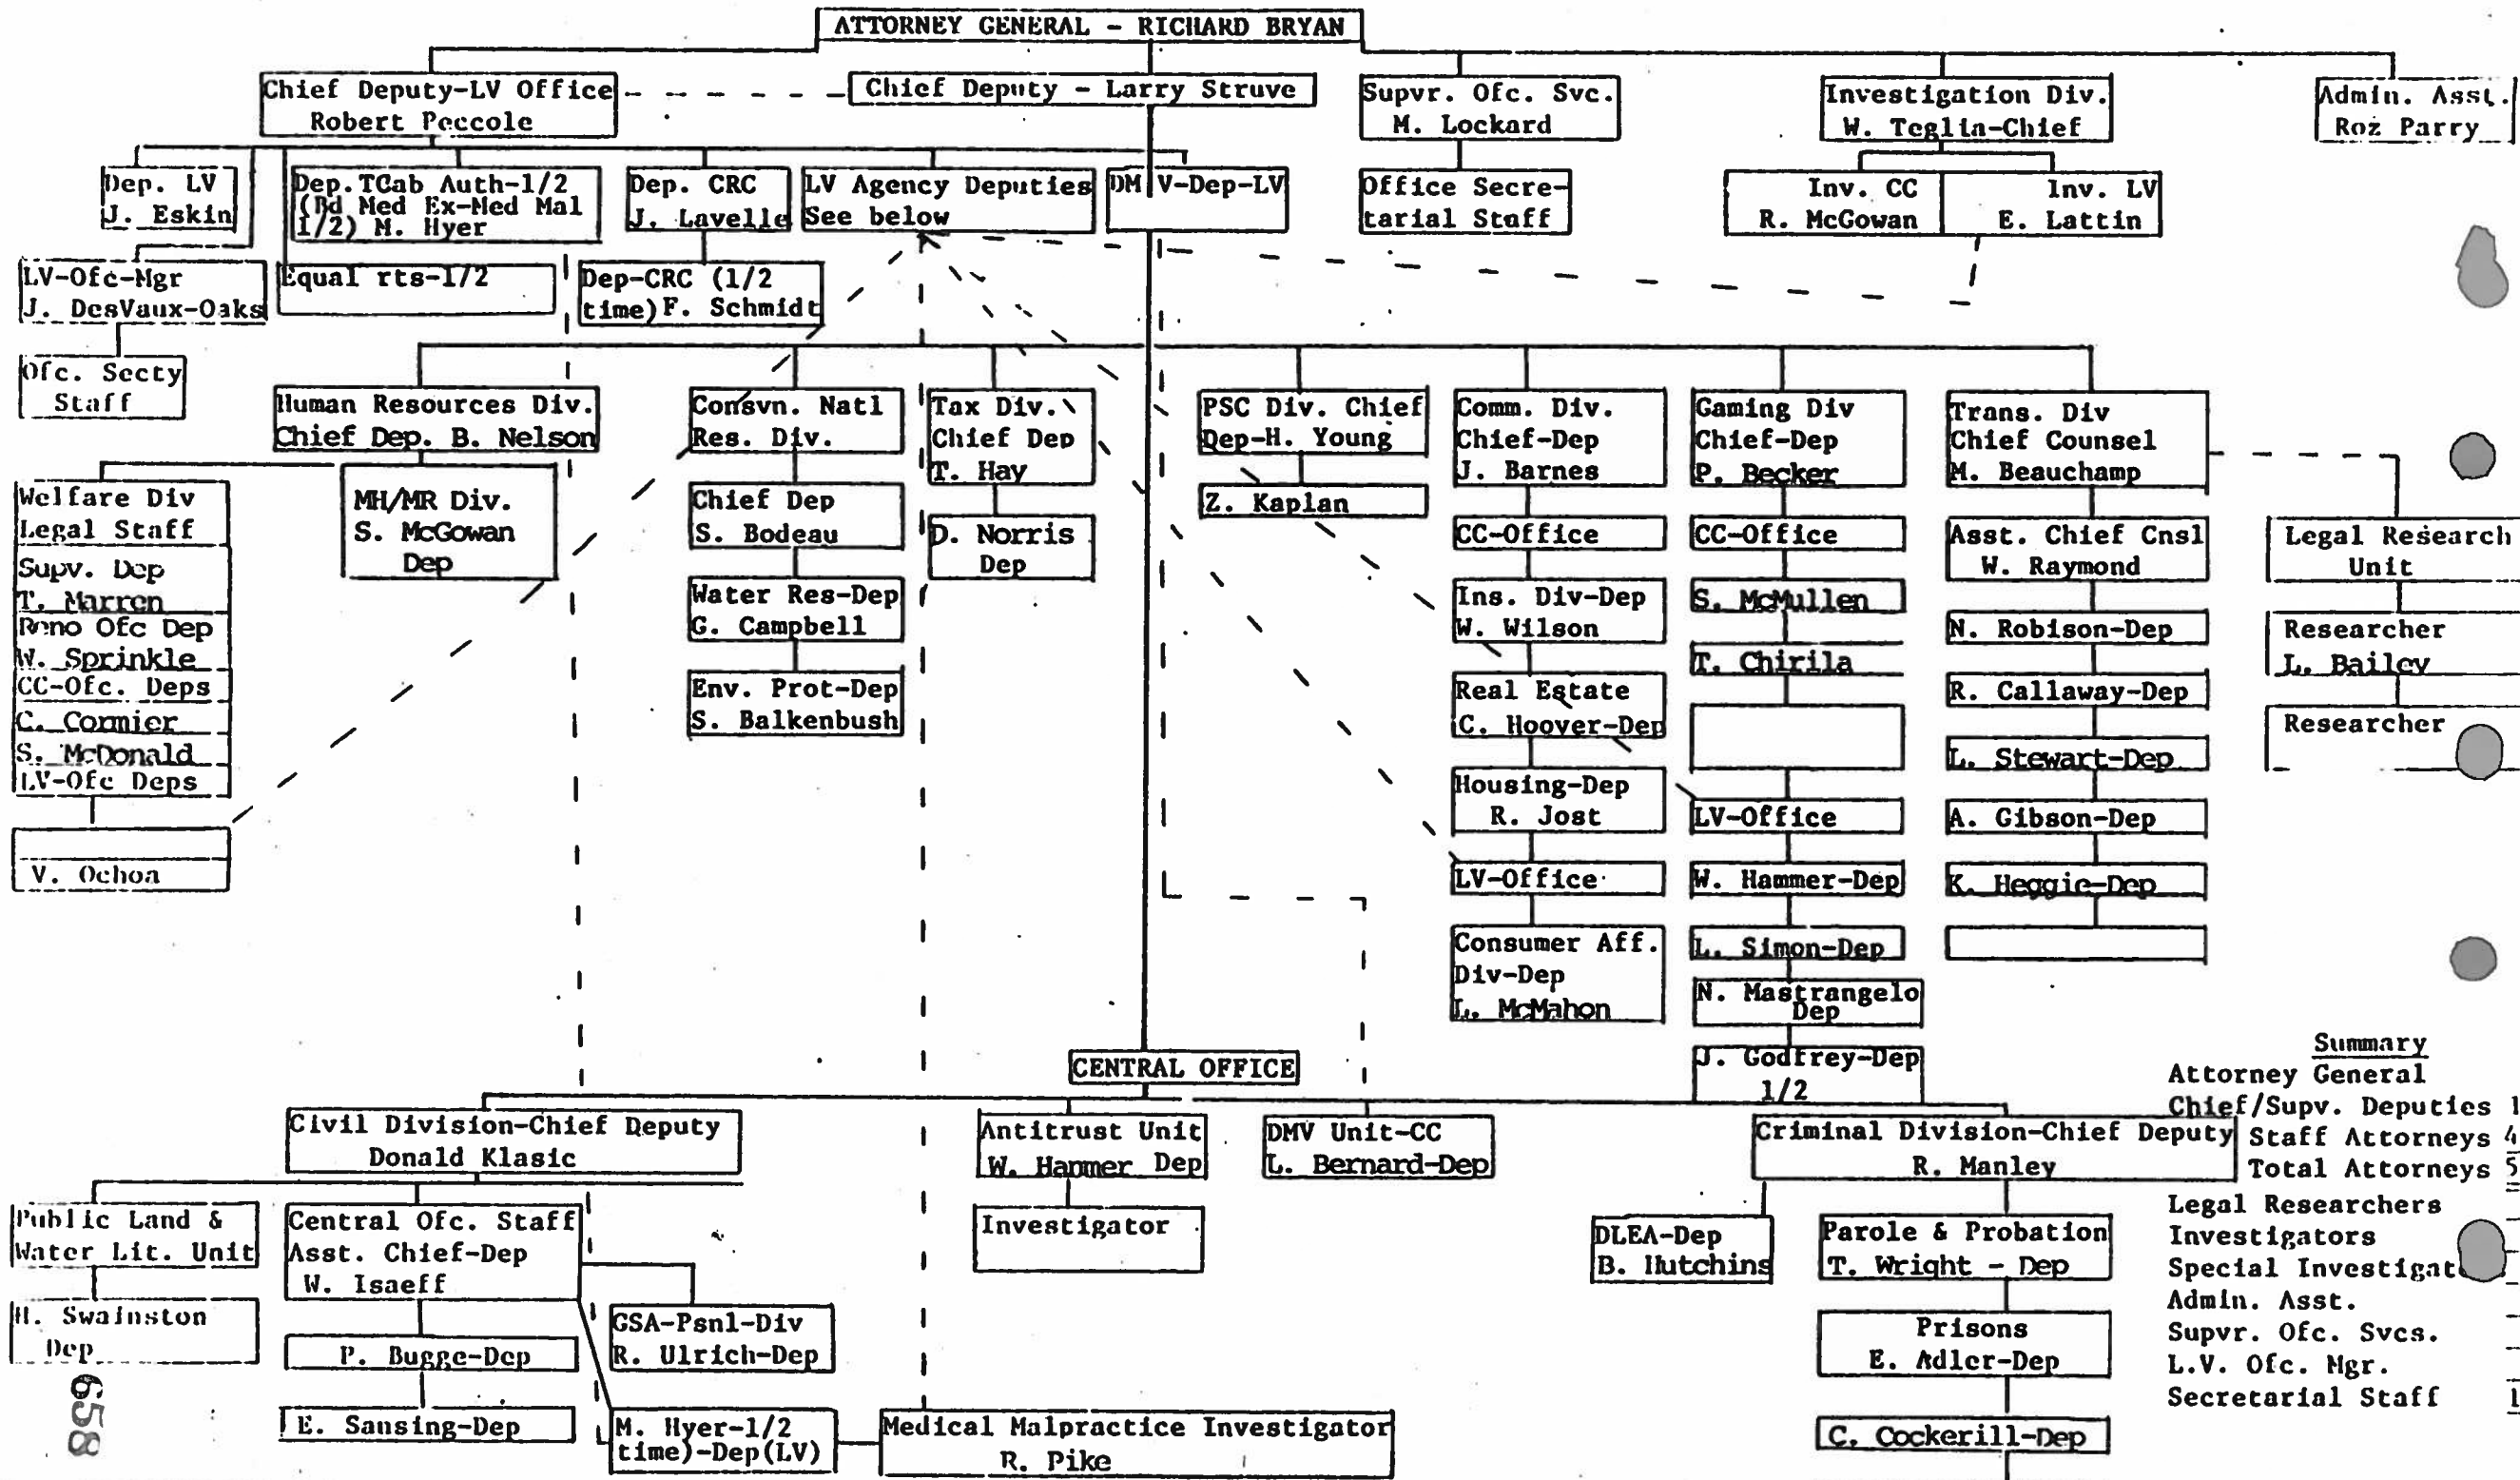 ATTORNEY GENERAL - RICHARD BRYAN
Chief Deputy-LV Office
Robert Peccole
Chief Deputy - Larry Struve
Supvr. Ofc. Svc.
M. Lockard
Investigation Div.
W. Teglia-Chief
Admin. Asst.
Roz Parry
Dep. LV
J. Eskin
Dep.TCab Auth-1/2
(Bd Med Ex-Med Mal
1/2) M. Hyer
Dep. CRC
J. Lavelle
LV Agency Deputies
See below
DMV-Dep-LV
Office Secre-
tarial Staff
Inv. CC
R. McGowan
Inv. LV
E. Lattin
LV-Ofc-Mgr
J. DesVaux-Oaks
Equal rts-1/2
Dep-CRC (1/2
time) F. Schmidt
Ofc. Secty
Staff
Human Resources Div.
Chief Dep. B. Nelson
Consvn. Natl
Res. Div.
Tax Div.
Chief Dep
T. Hay
PSC Div. Chief
Dep-H. Young
Comm. Div.
Chief-Dep
J. Barnes
Gaming Div
Chief-Dep
P. Becker
Trans. Div
Chief Counsel
M. Beauchamp
Welfare Div
Legal Staff
Supv. Dep
T. Marren
Reno Ofc Dep
W. Sprinkle
CC-Ofc. Deps
C. Cormier
S. McDonald
LV-Ofc Deps
V. Ochoa
MH/MR Div.
S. McGowan
Dep
Chief Dep
S. Bodeau
Water Res-Dep
G. Campbell
Env. Prot-Dep
S. Balkenbush
D. Norris
Dep
Z. Kaplan
CC-Office
Ins. Div-Dep
W. Wilson
Real Estate
C. Hoover-Dep
Housing-Dep
R. Jost
LV-Office
Consumer Aff.
Div-Dep
L. McMahon
CC-Office
S. McMullen
T. Chirila
LV-Office
W. Hammer-Dep
L. Simon-Dep
N. Mastrangelo
Dep
J. Godfrey-Dep
1/2
Asst. Chief Cnsl
W. Raymond
N. Robison-Dep
R. Callaway-Dep
L. Stewart-Dep
A. Gibson-Dep
K. Heggie-Dep
Legal Research
Unit
Researcher
L. Bailey
Researcher
CENTRAL OFFICE
Civil Division-Chief Deputy
Donald Klasic
Antitrust Unit
W. Hammer Dep
DMV Unit-CC
L. Bernard-Dep
Criminal Division-Chief Deputy
R. Manley
Public Land &
Water Lit. Unit
H. Swainston
Dep
Central Ofc. Staff
Asst. Chief-Dep
W. Isaeff
P. Bugge-Dep
E. Sansing-Dep
GSA-Psnl-Div
R. Ulrich-Dep
M. Hyer-1/2
time)-Dep(LV)
Medical Malpractice Investigator
R. Pike
Investigator
DLEA-Dep
B. Hutchins
Parole & Probation
T. Wright - Dep
Prisons
E. Adler-Dep
C. Cockerill-Dep
Summary
Attorney General
Chief/Supv. Deputies 1
Staff Attorneys 4
Total Attorneys 5
Legal Researchers
Investigators
Special Investigat
Admin. Asst.
Supvr. Ofc. Svcs.
L.V. Ofc. Mgr.
Secretarial Staff 1
658